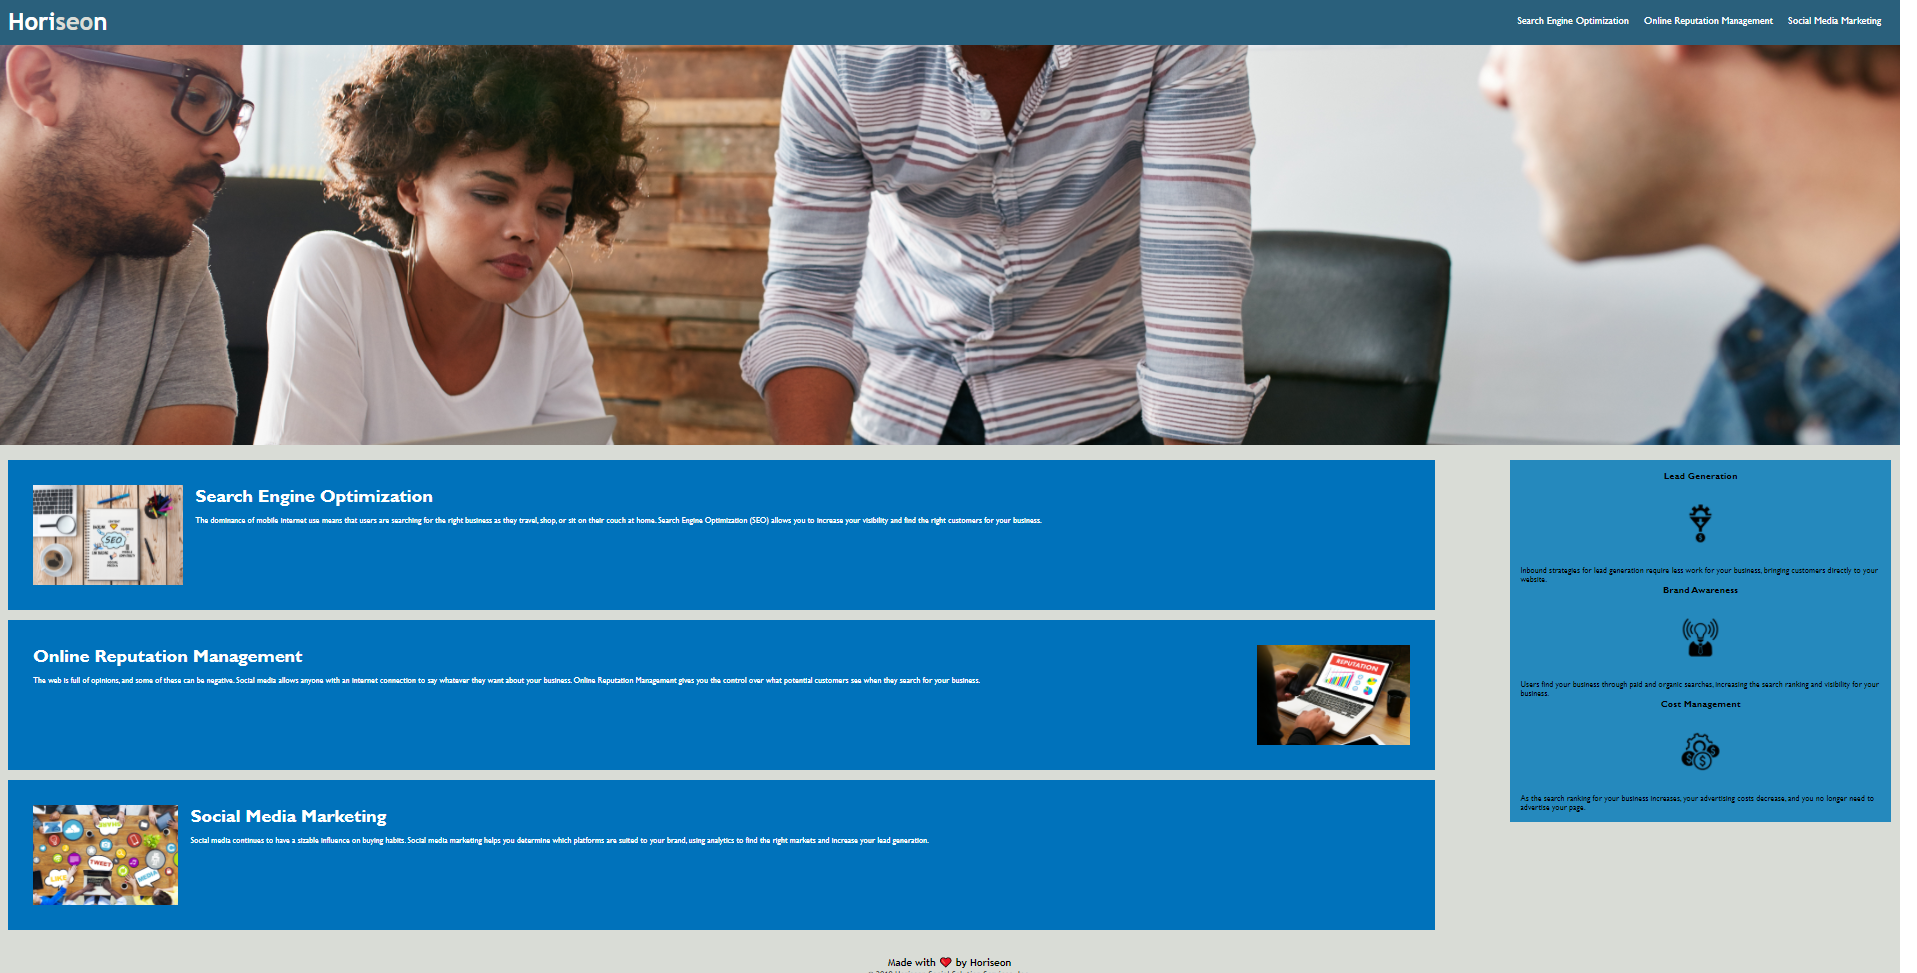 Horiseon
Search Engine Optimization
Online Reputation Management
Social Media Marketing
Search Engine Optimization
The dominance of mobile internet use means that users are searching for the right business as they travel, shop, or sit on their couch at home. Search Engine Optimization (SEO) allows you to increase your visibility and find the right customers for your business.
SEO
Online Reputation Management
The web is full of opinions, and some of these can be negative. Social media allows anyone with an internet connection to say whatever they want about your business. Online Reputation Management gives you the control over what potential customers see when they search for your business.
REPUTATION
Social Media Marketing
Social media continues to have a sizable influence on buying habits. Social media marketing helps you determine which platforms are suited to your brand, using analytics to find the right markets and increase your lead generation.
TWEET
LIKE
MEDIA
Lead Generation
Inbound strategies for lead generation require less work for your business, bringing customers directly to your
website.
Brand Awareness
Users find your business through paid and organic searches, increasing the search ranking and visibility for your
business.
Cost Management
As the search ranking for your business increases, your advertising costs decrease, and you no longer need to
advertise your page.
Made with ❤️ by Horiseon